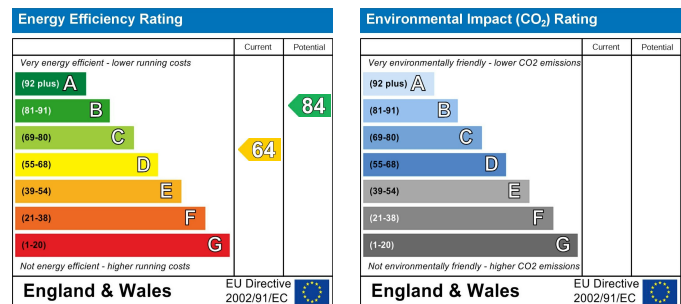 Energy Efficiency Rating
Current Potential
Very energy efficient - lower running costs
(92 plus) A
(81-91) B
84
(69-80) C
64
(55-68) D
(39-54) E
(21-38) F
(1-20) G
Not energy efficient - higher running costs
England & Wales
EU Directive
2002/91/EC
Environmental Impact (CO2) Rating
Current Potential
Very environmentally friendly - lower CO2 emissions
(92 plus) A
(81-91) B
(69-80) C
(55-68) D
(39-54) E
(21-38) F
(1-20) G
Not environmentally friendly - higher CO2 emissions
England & Wales
EU Directive
2002/91/EC